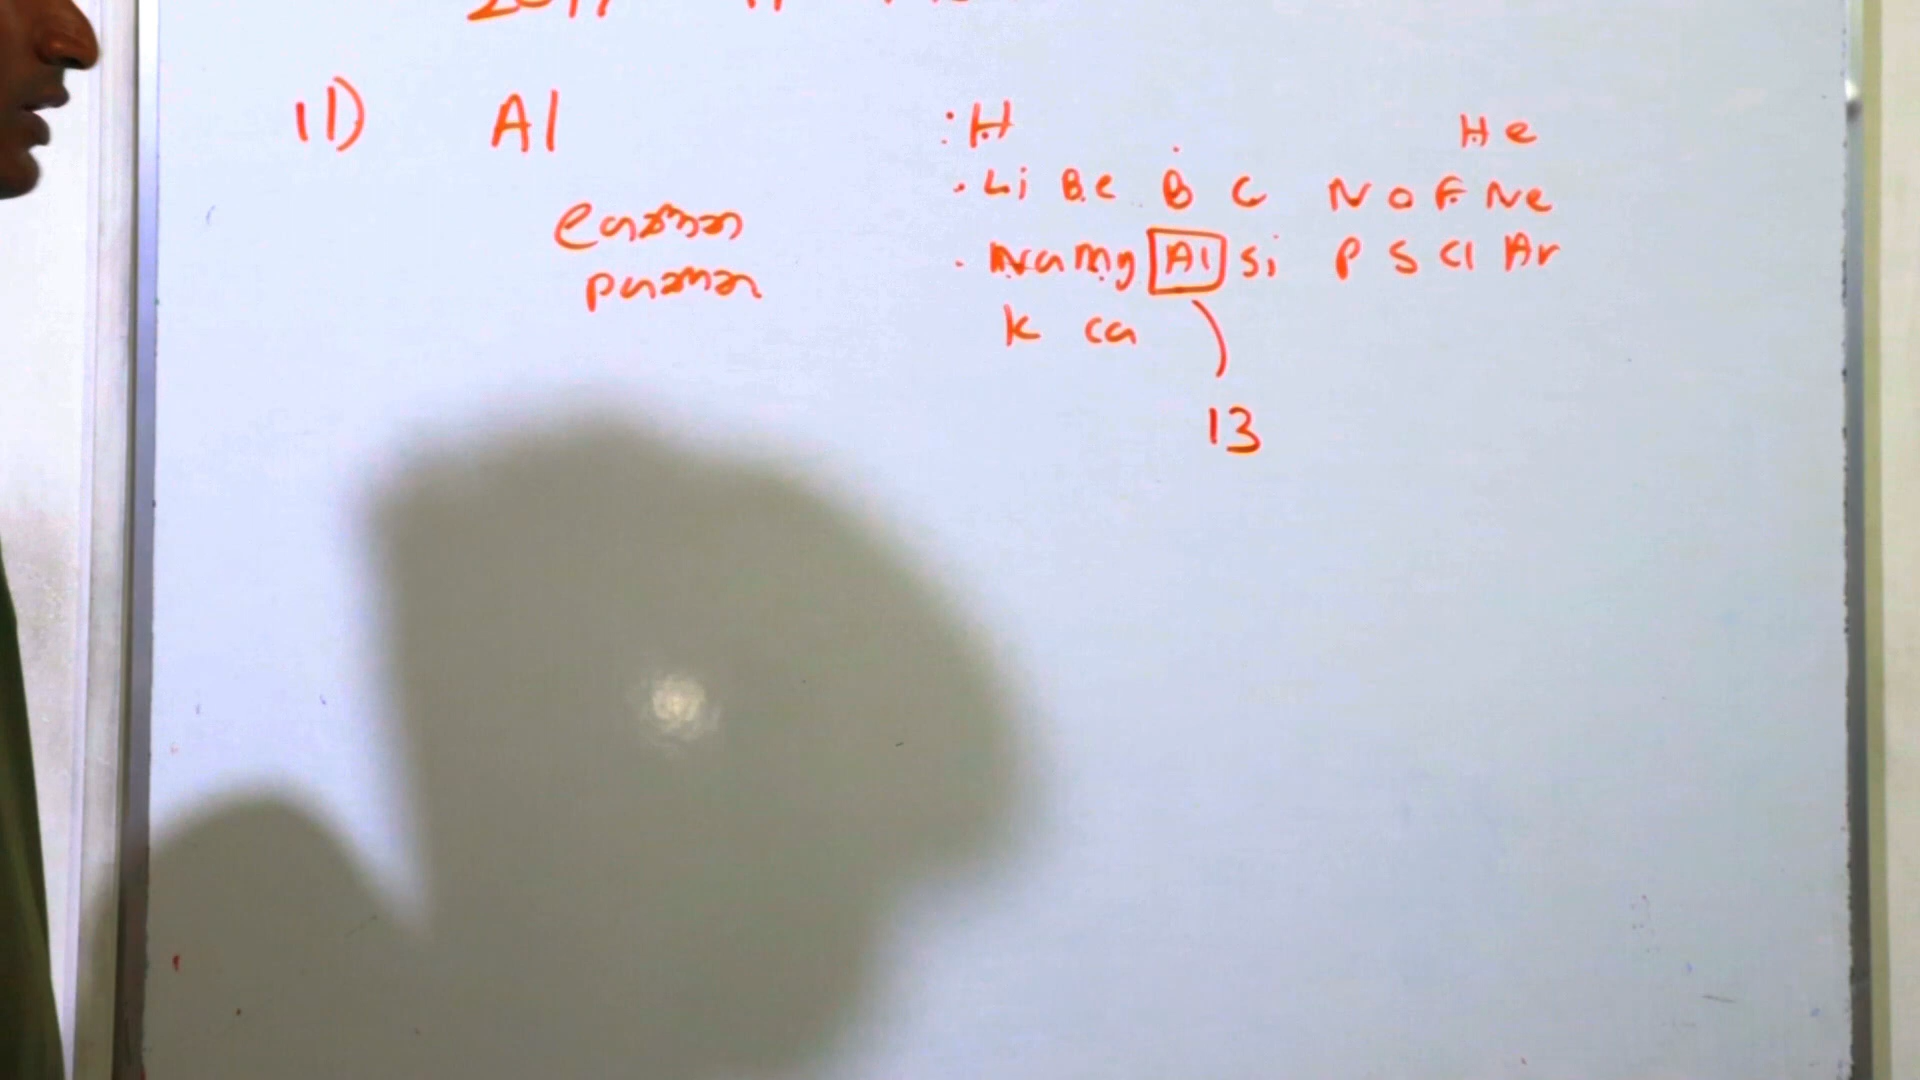 11) Al
:H He
. Li Be B C N O F Ne
. Na Mg Al Si P S Cl Ar
K Ca
13